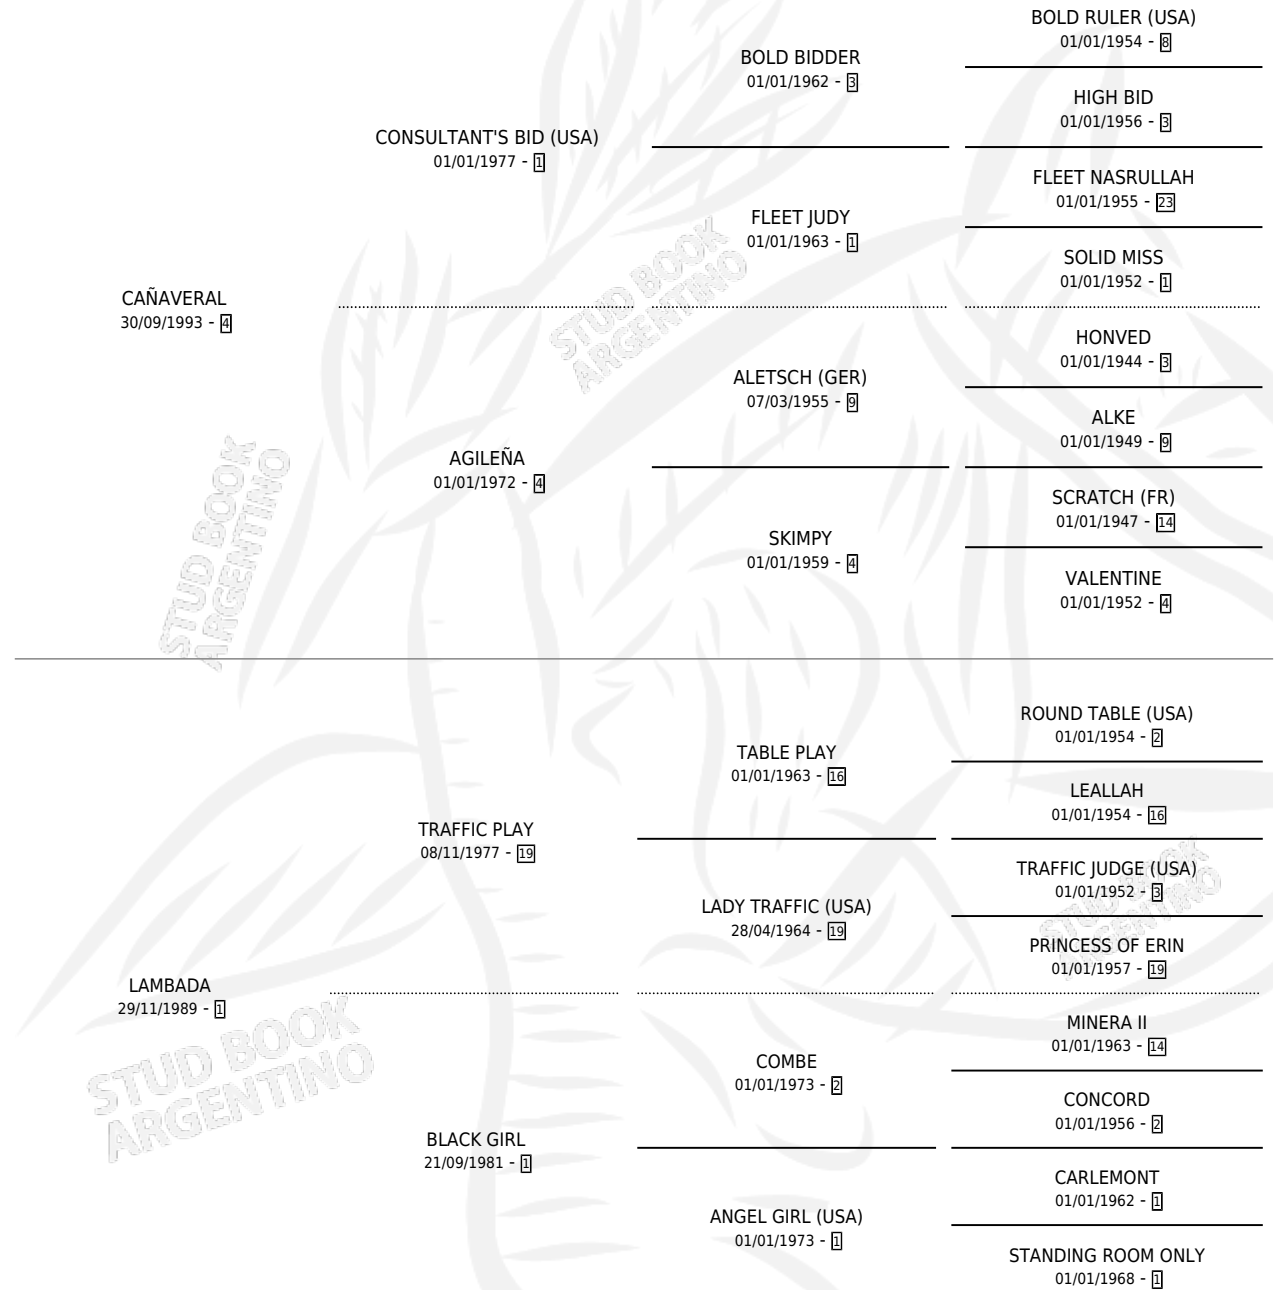 BOLD RULER (USA)
01/01/1954 - 8
BOLD BIDDER
01/01/1962 - 3
HIGH BID
01/01/1956 - 3
CONSULTANT'S BID (USA)
01/01/1977 - 1
FLEET NASRULLAH
01/01/1955 - 23
FLEET JUDY
01/01/1963 - 1
SOLID MISS
01/01/1952 - 1
STUD BOOK
ARGENTINO
CAÑAVERAL
30/09/1993 - 4
HONVED
01/01/1944 - 3
ALETSCH (GER)
07/03/1955 - 9
ALKE
01/01/1949 - 9
AGILEÑA
01/01/1972 - 4
SCRATCH (FR)
01/01/1947 - 14
SKIMPY
01/01/1959 - 4
VALENTINE
01/01/1952 - 4
STUD BOOK
ARGENTINO
ROUND TABLE (USA)
01/01/1954 - 2
TABLE PLAY
01/01/1963 - 16
LEALLAH
01/01/1954 - 16
TRAFFIC PLAY
08/11/1977 - 19
TRAFFIC JUDGE (USA)
01/01/1952 - 3
LADY TRAFFIC (USA)
28/04/1964 - 19
STUD BOOK
ARGENTINO
PRINCESS OF ERIN
01/01/1957 - 19
LAMBADA
29/11/1989 - 1
MINERA II
01/01/1963 - 14
COMBE
01/01/1973 - 2
CONCORD
01/01/1956 - 2
STUD BOOK
ARGENTINO
BLACK GIRL
21/09/1981 - 1
CARLEMONT
01/01/1962 - 1
ANGEL GIRL (USA)
01/01/1973 - 1
STANDING ROOM ONLY
01/01/1968 - 1